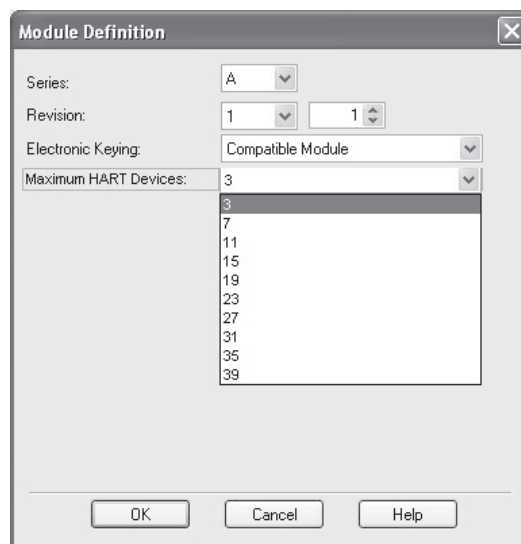 Module Definition
Series: A
Revision: 1 1
Electronic Keying: Compatible Module
Maximum HART Devices: 3
3
7
11
15
19
23
27
31
35
39
OK Cancel Help